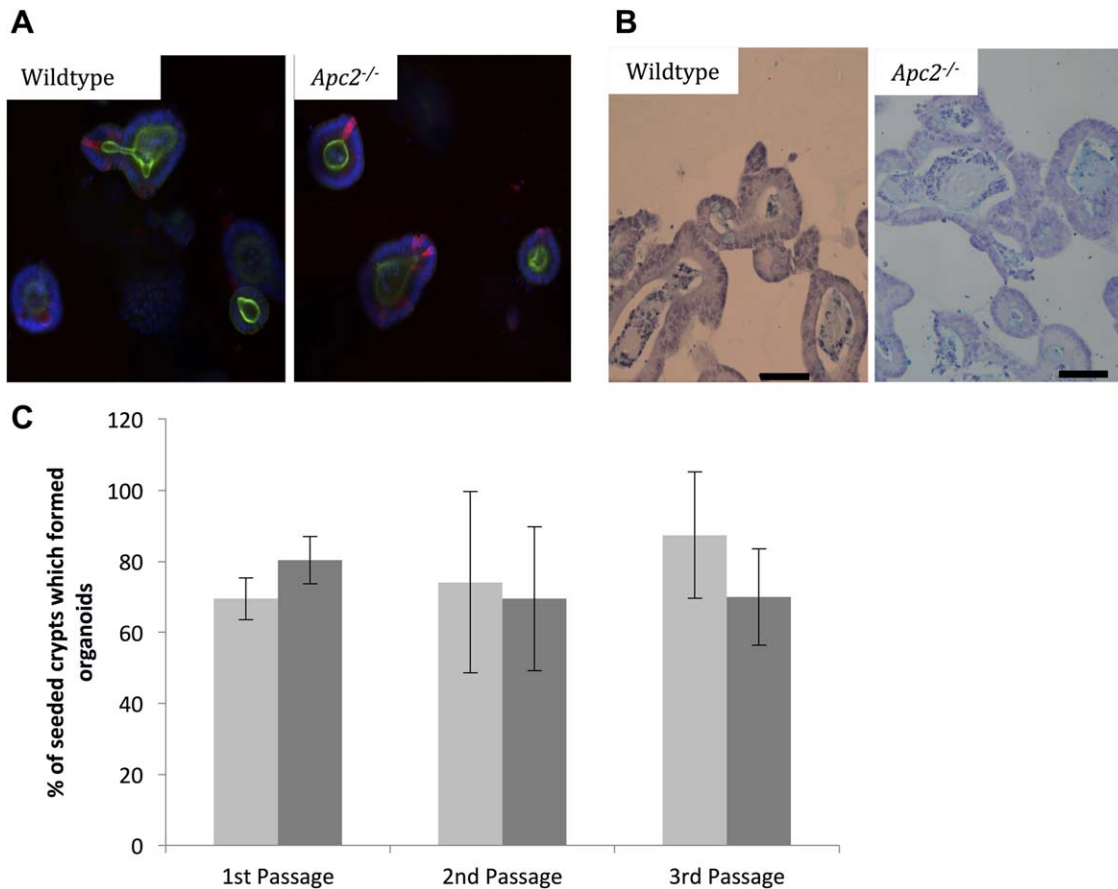 A
Wildtype
Apc2-/-
B
Wildtype
Apc2-/-
C
% of seeded crypts which formed
organoids
120
100
80
60
40
20
0
1st Passage
2nd Passage
3rd Passage